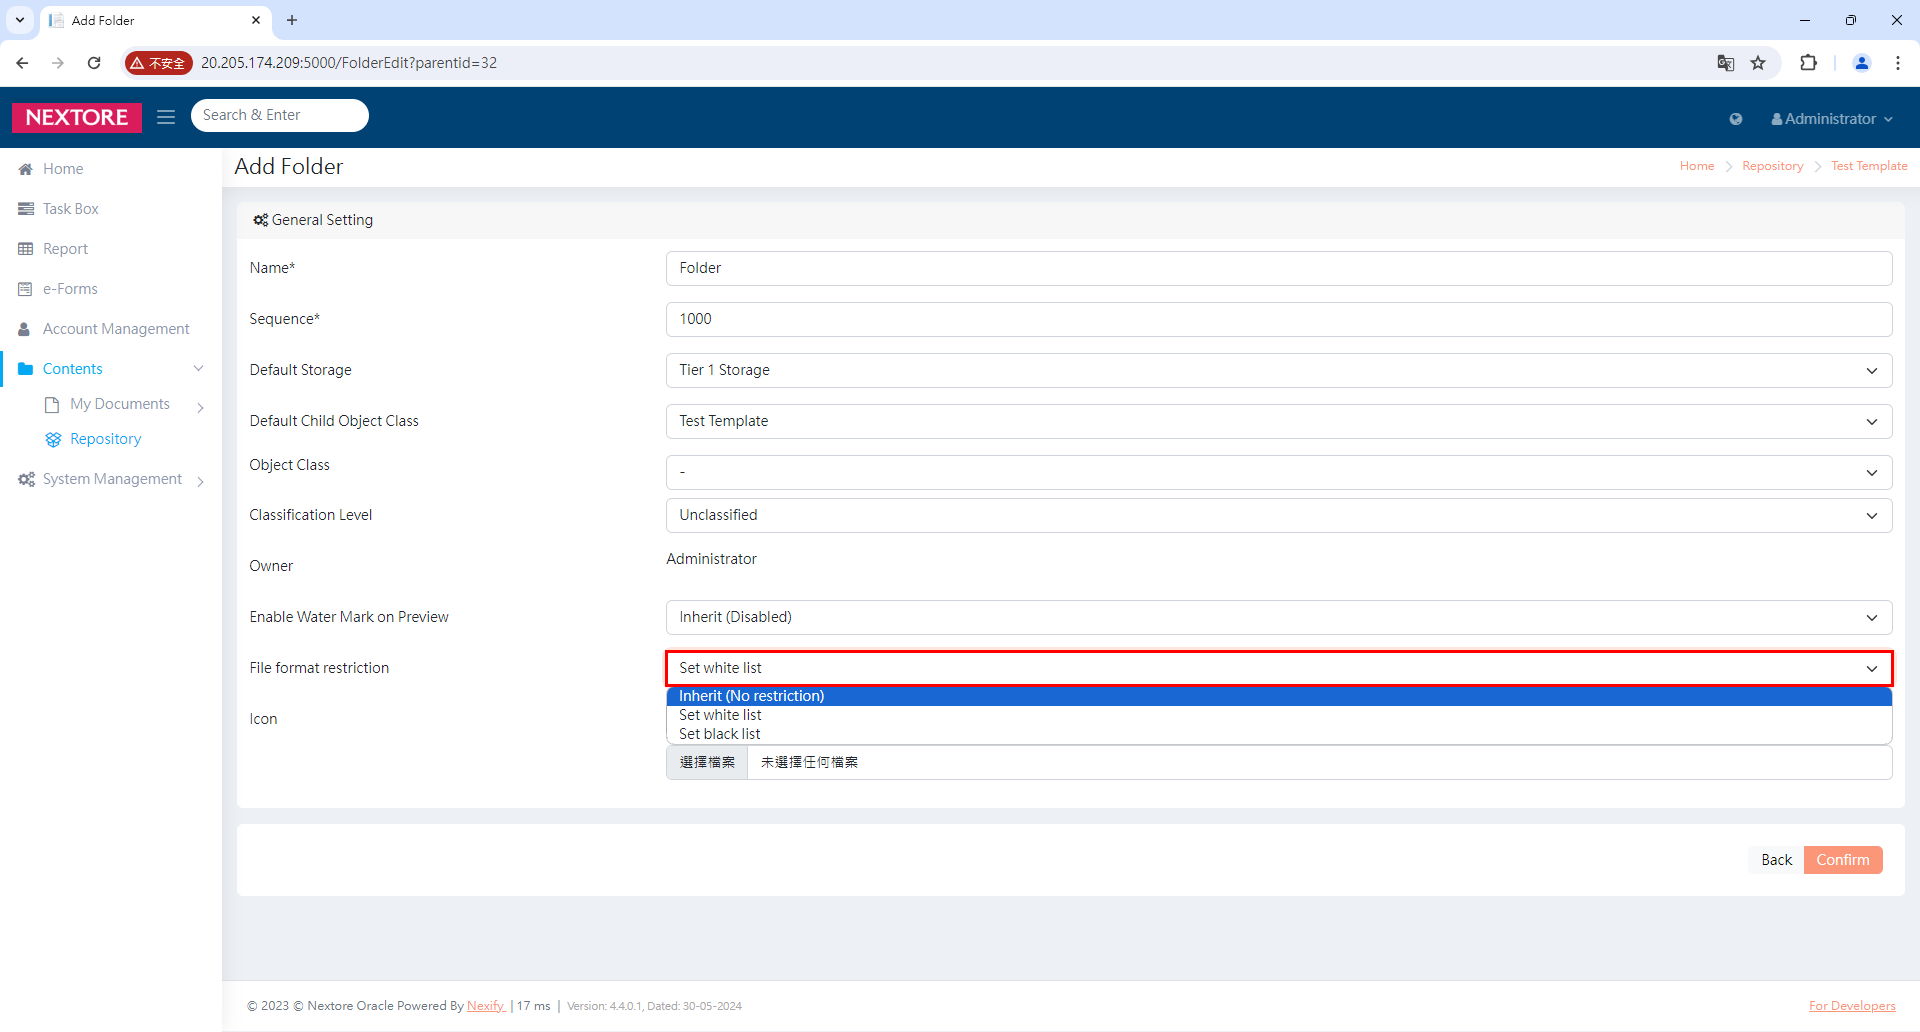 Add Folder
不安全
20.205.174.209:5000/FolderEdit?parentid=32
NEXTORE
Search & Enter
Administrator
Home
Task Box
Report
e-Forms
Account Management
Contents
My Documents
Repository
System Management
Add Folder
Home
Repository
Test Template
General Setting
Name*
Folder
Sequence*
1000
Default Storage
Tier 1 Storage
Default Child Object Class
Test Template
Object Class
-
Classification Level
Unclassified
Owner
Administrator
Enable Water Mark on Preview
Inherit (Disabled)
File format restriction
Set white list
Inherit (No restriction)
Set white list
Set black list
Icon
選擇檔案
未選擇任何檔案
Back
Confirm
© 2023 © Nextore Oracle Powered By Nexify | 17 ms | Version: 4.4.0.1, Dated: 30-05-2024
For Developers